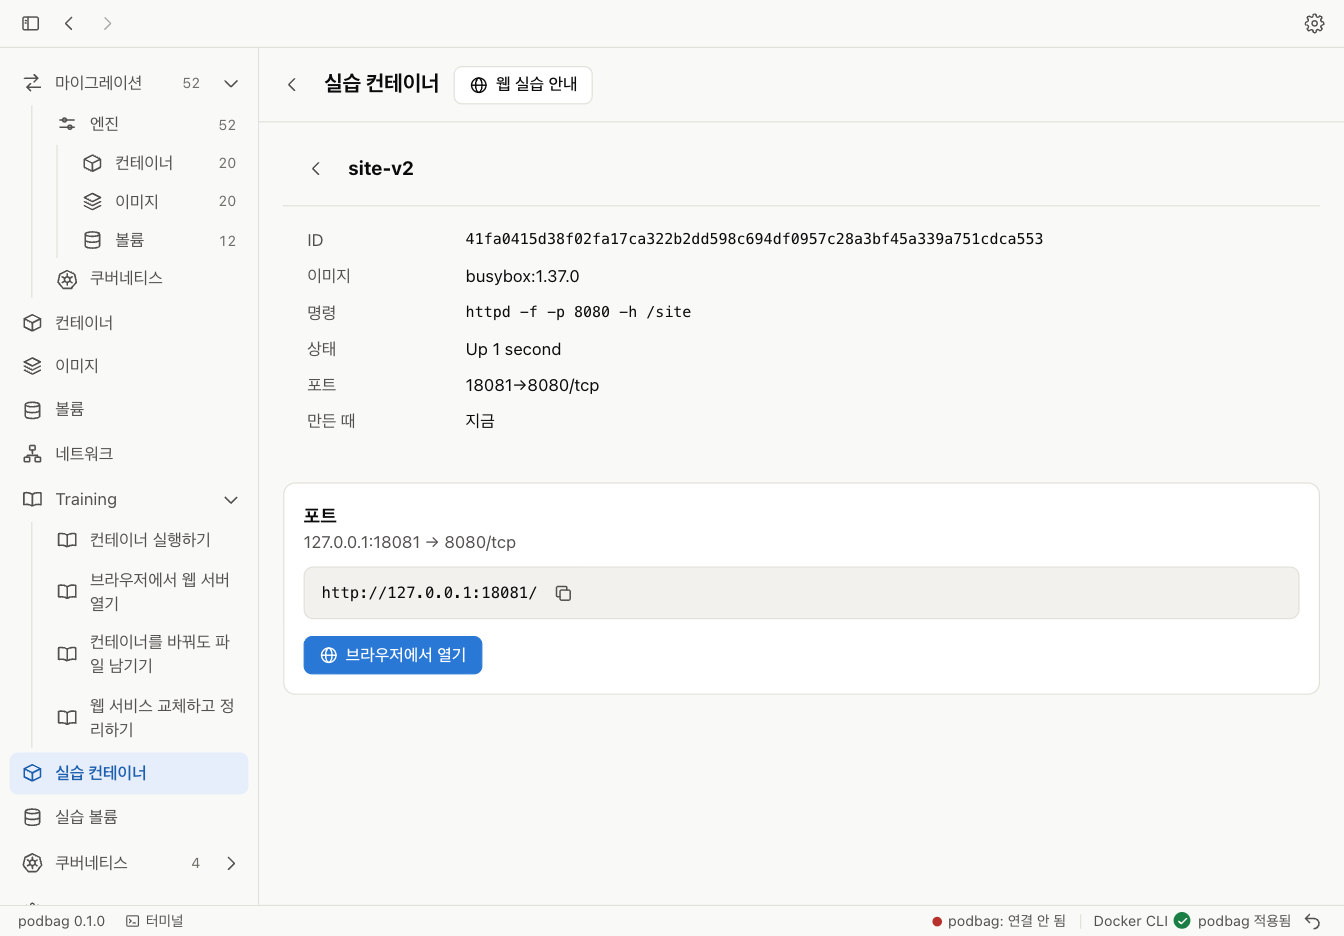 마이그레이션 52
엔진 52
컨테이너 20
이미지 20
볼륨 12
쿠버네티스
컨테이너
이미지
볼륨
네트워크
Training
컨테이너 실행하기
브라우저에서 웹 서버
열기
컨테이너를 바꿔도 파
일 남기기
웹 서비스 교체하고 정
리하기
실습 컨테이너
실습 볼륨
쿠버네티스 4
실습 컨테이너
웹 실습 안내
site-v2
ID 41fa0415d38f02fa17ca322b2dd598c694df0957c28a3bf45a339a751cdca553
이미지 busybox:1.37.0
명령 httpd -f -p 8080 -h /site
상태 Up 1 second
포트 18081→8080/tcp
만든 때 지금
포트
127.0.0.1:18081 → 8080/tcp
http://127.0.0.1:18081/
브라우저에서 열기
podbag 0.1.0 터미널 podbag: 연결 안 됨 Docker CLI podbag 적용됨